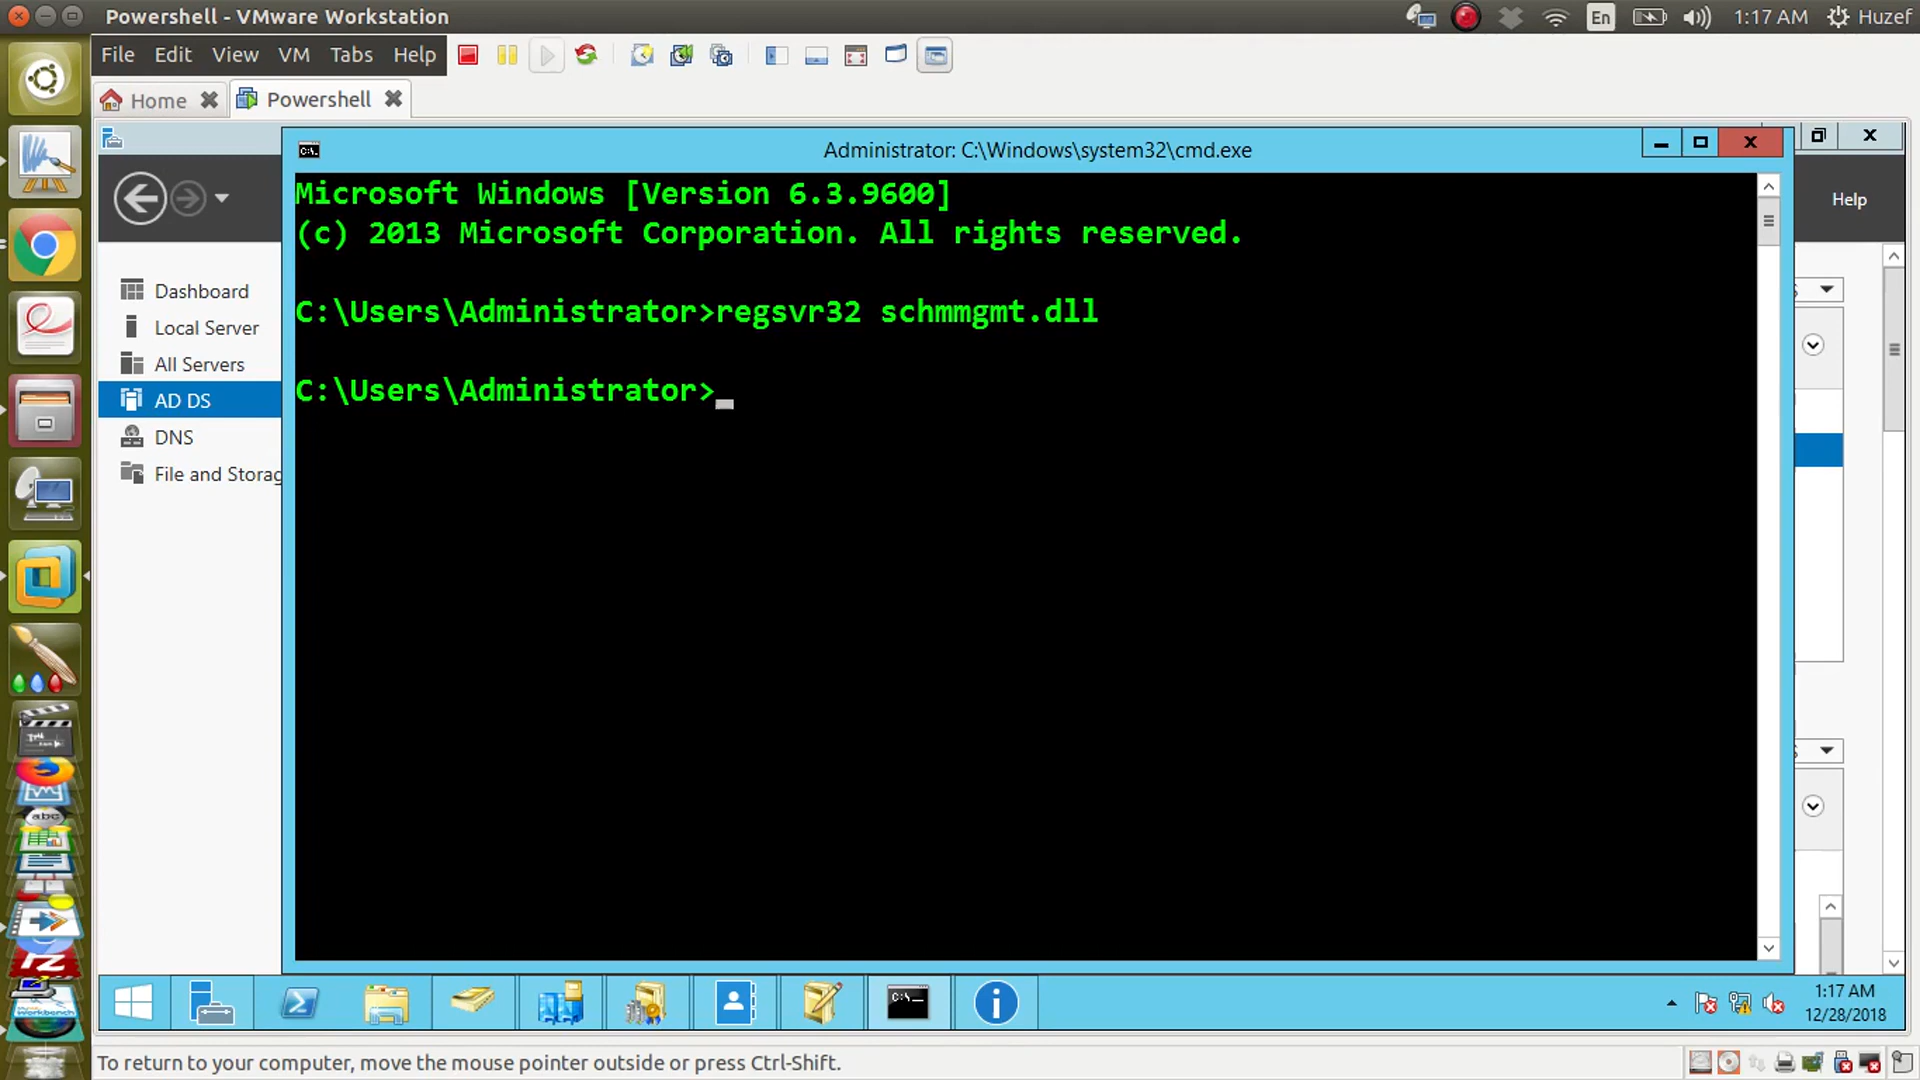 Powershell - VMware Workstation
En
1:17 AM
Huzef
File Edit View VM Tabs Help
Home
Powershell
Administrator: C:\Windows\system32\cmd.exe
Help
Microsoft Windows [Version 6.3.9600]
(c) 2013 Microsoft Corporation. All rights reserved.
C:\Users\Administrator>regsvr32 schmmgmt.dll
C:\Users\Administrator>
Dashboard
Local Server
All Servers
AD DS
DNS
File and Storag
1:17 AM
12/28/2018
To return to your computer, move the mouse pointer outside or press Ctrl-Shift.